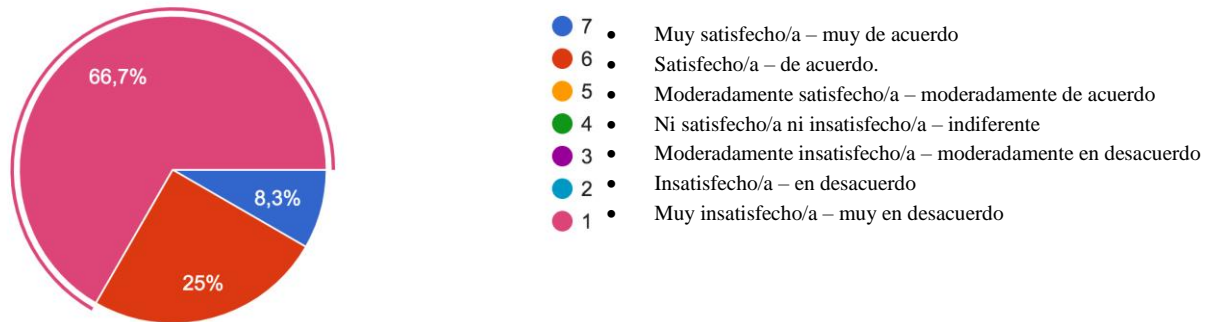 66,7%
8,3%
25%
7 • Muy satisfecho/a – muy de acuerdo
6 • Satisfecho/a – de acuerdo.
5 • Moderadamente satisfecho/a – moderadamente de acuerdo
4 • Ni satisfecho/a ni insatisfecho/a – indiferente
3 • Moderadamente insatisfecho/a – moderadamente en desacuerdo
2 • Insatisfecho/a – en desacuerdo
1 • Muy insatisfecho/a – muy en desacuerdo